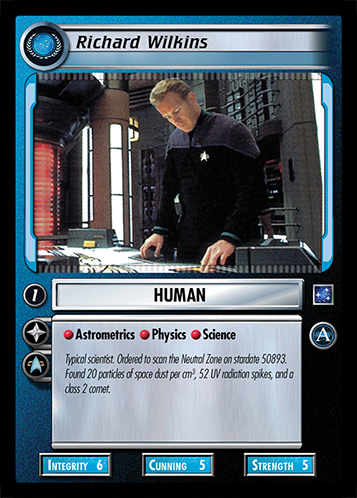 Richard Wilkins
1
HUMAN
Astrometrics Physics Science
A
Typical scientist. Ordered to scan the Neutral Zone on stardate 50893.
Found 20 particles of space dust per cm³, 52 UV radiation spikes, and a
class 2 comet.
INTEGRITY 6 CUNNING 5 STRENGTH 5